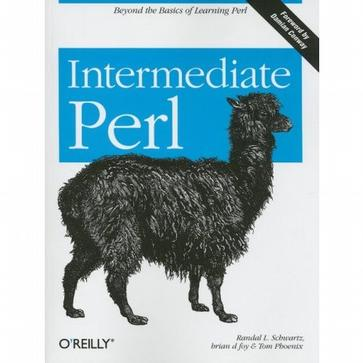 Beyond the Basics of Learning Perl
Foreword by
Damian Conway
Intermediate
Perl
O'REILLY®
Randal L. Schwartz,
brian d foy & Tom Phoenix